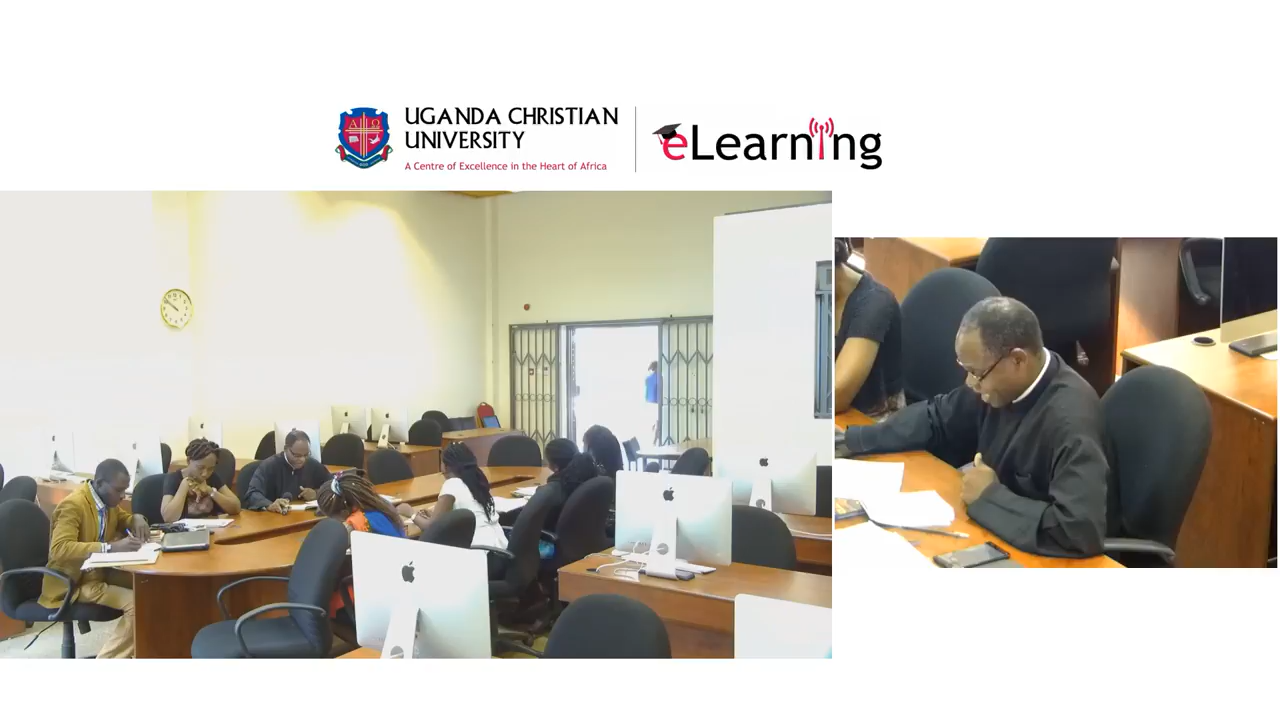 UGANDA CHRISTIAN
UNIVERSITY
A Centre of Excellence in the Heart of Africa
eLearning
Α Ω